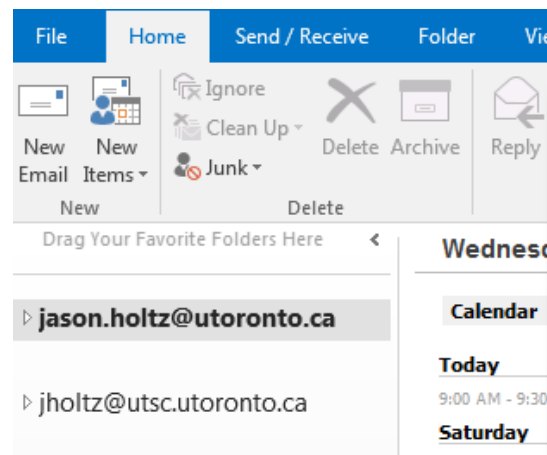 File Home Send / Receive Folder
Ignore
Clean Up
Junk
New Email
New Items
Delete
Archive
Reply
New
Delete
Drag Your Favorite Folders Here
jason.holtz@utoronto.ca
jholtz@utsc.utoronto.ca
Calendar
Today
9:00 AM - 9:30
Saturday